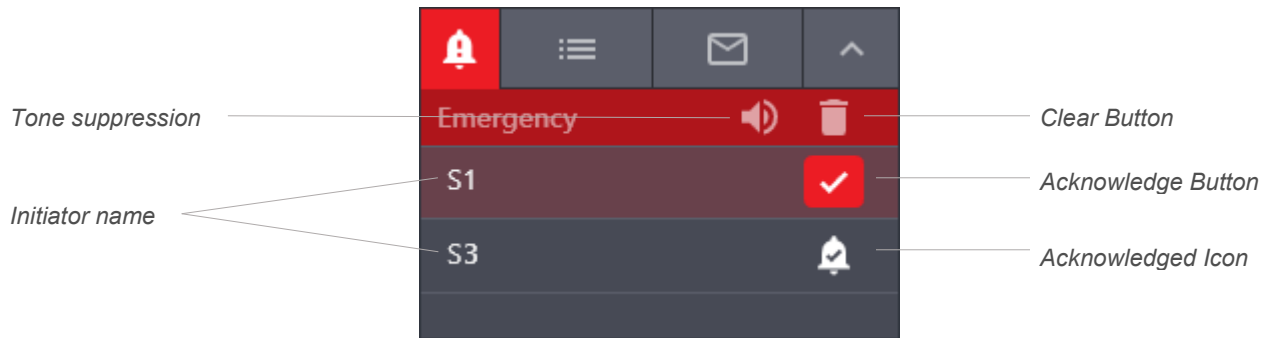 Tone suppression
Emergency
Clear Button
S1
Acknowledge Button
Initiator name
S3
Acknowledged Icon